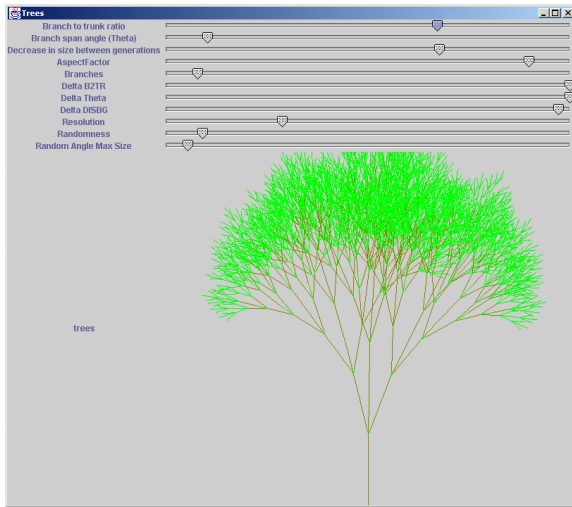 Trees
Branch to trunk ratio
Branch span angle (Theta)
Decrease in size between generations
AspectFactor
Branches
Delta B2TR
Delta Theta
Delta DISBG
Resolution
Randomness
Random Angle Max Size
trees